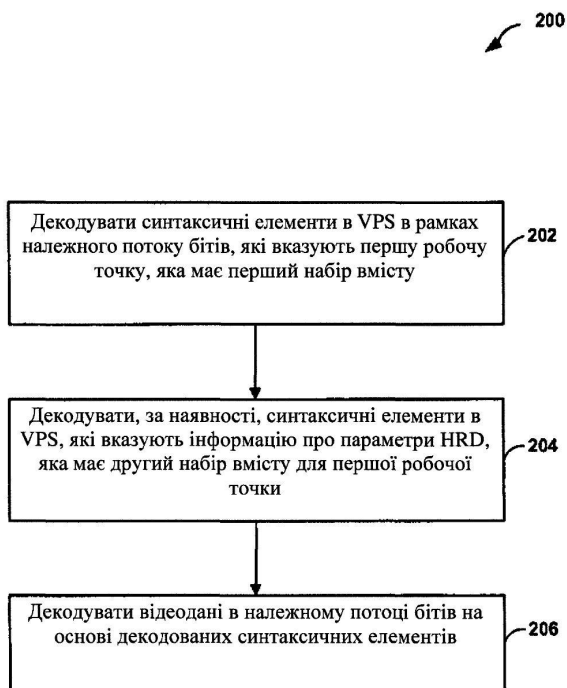 200
Декодувати синтаксичні елементи в VPS в рамках
належного потоку бітів, які вказують першу робочу
точку, яка має перший набір вмісту
202
Декодувати, за наявності, синтаксичні елементи в
VPS, які вказують інформацію про параметри HRD,
яка має другий набір вмісту для першої робочої
точки
204
Декодувати відеодані в належному потоці бітів на
основі декодованих синтаксичних елементів
206